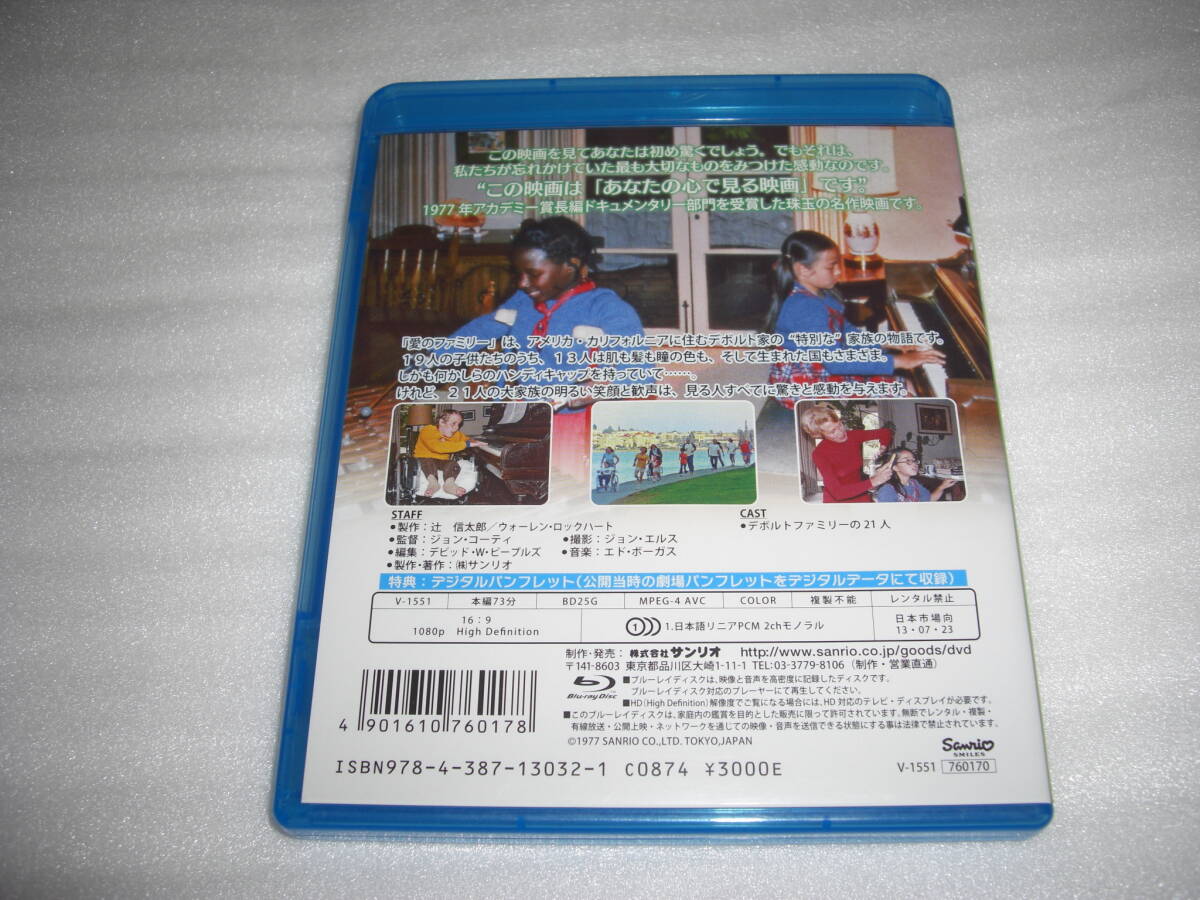 この映画を見てあなたは初め驚くでしょう。でもそれは、
私たちが忘れかけていた最も大切なものをみつけた感動なのです。
“この映画は「あなたの心で見る映画」です。”
1977年アカデミー賞長編ドキュメンタリー部門を受賞した珠玉の名作映画です。
「愛のファミリー」は、アメリカ・カリフォルニアに住むデボルト家の“特別な”家族の物語です。
19人の子供たちのうち、13人は肌も髪も瞳の色も、そして生まれた国もさまざま。
しかも何かしらのハンディキャップを持っていて……。
けれど、21人の大家族の明るい笑顔と歓声は、見る人すべてに驚きと感動を与えます。
STAFF
●製作：辻 信太郎／ウォーレン・ロックハート
●監督：ジョン・コーティ ●撮影：ジョン・エルス
●編集：デビッド・W・ピープルズ ●音楽：エド・ボーガス
●製作・著作：㈱サンリオ
CAST
●デボルトファミリーの21人
特典：デジタルパンフレット（公開当時の劇場パンフレットをデジタルデータにて収録）
V-1551 本編73分 BD25G MPEG-4 AVC COLOR 複製不能 レンタル禁止
16：9
1080p High Definition
1 1.日本語リニアPCM 2chモノラル
日本市場向
13・07・23
制作・発売： 株式会社サンリオ http://www.sanrio.co.jp/goods/dvd
〒141-8603 東京都品川区大崎1-11-1 TEL:03-3779-8106（制作・営業直通）
Blu-ray Disc
■ブルーレイディスクは、映像と音声を高密度に記録したディスクです。
ブルーレイディスク対応のプレーヤーにて再生してください。
■HD（High Definition）解像度でご覧になる場合には、HD対応のテレビ・ディスプレイが必要です。
■このブルーレイディスクは、家庭内の鑑賞を目的とした販売に限って許可されています。無断でレンタル・複製・
有線放送・公開上映・ネットワークを通じての映像・音声を送信できる状態にする事は法律で禁止されています。
©1977 SANRIO CO.,LTD. TOKYO,JAPAN
4 901610 760178
ISBN978-4-387-13032-1 C0874 ¥3000E
Sanrio
SMILES
V-1551 760170